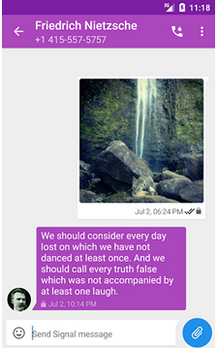 11:18
Friedrich Nietzsche
+1 415-557-5757
Jul 2, 06:24 PM
We should consider every day
lost on which we have not
danced at least once. And we
should call every truth false
which was not accompanied by
at least one laugh.
Jul 2, 10:14 PM
Send Signal message